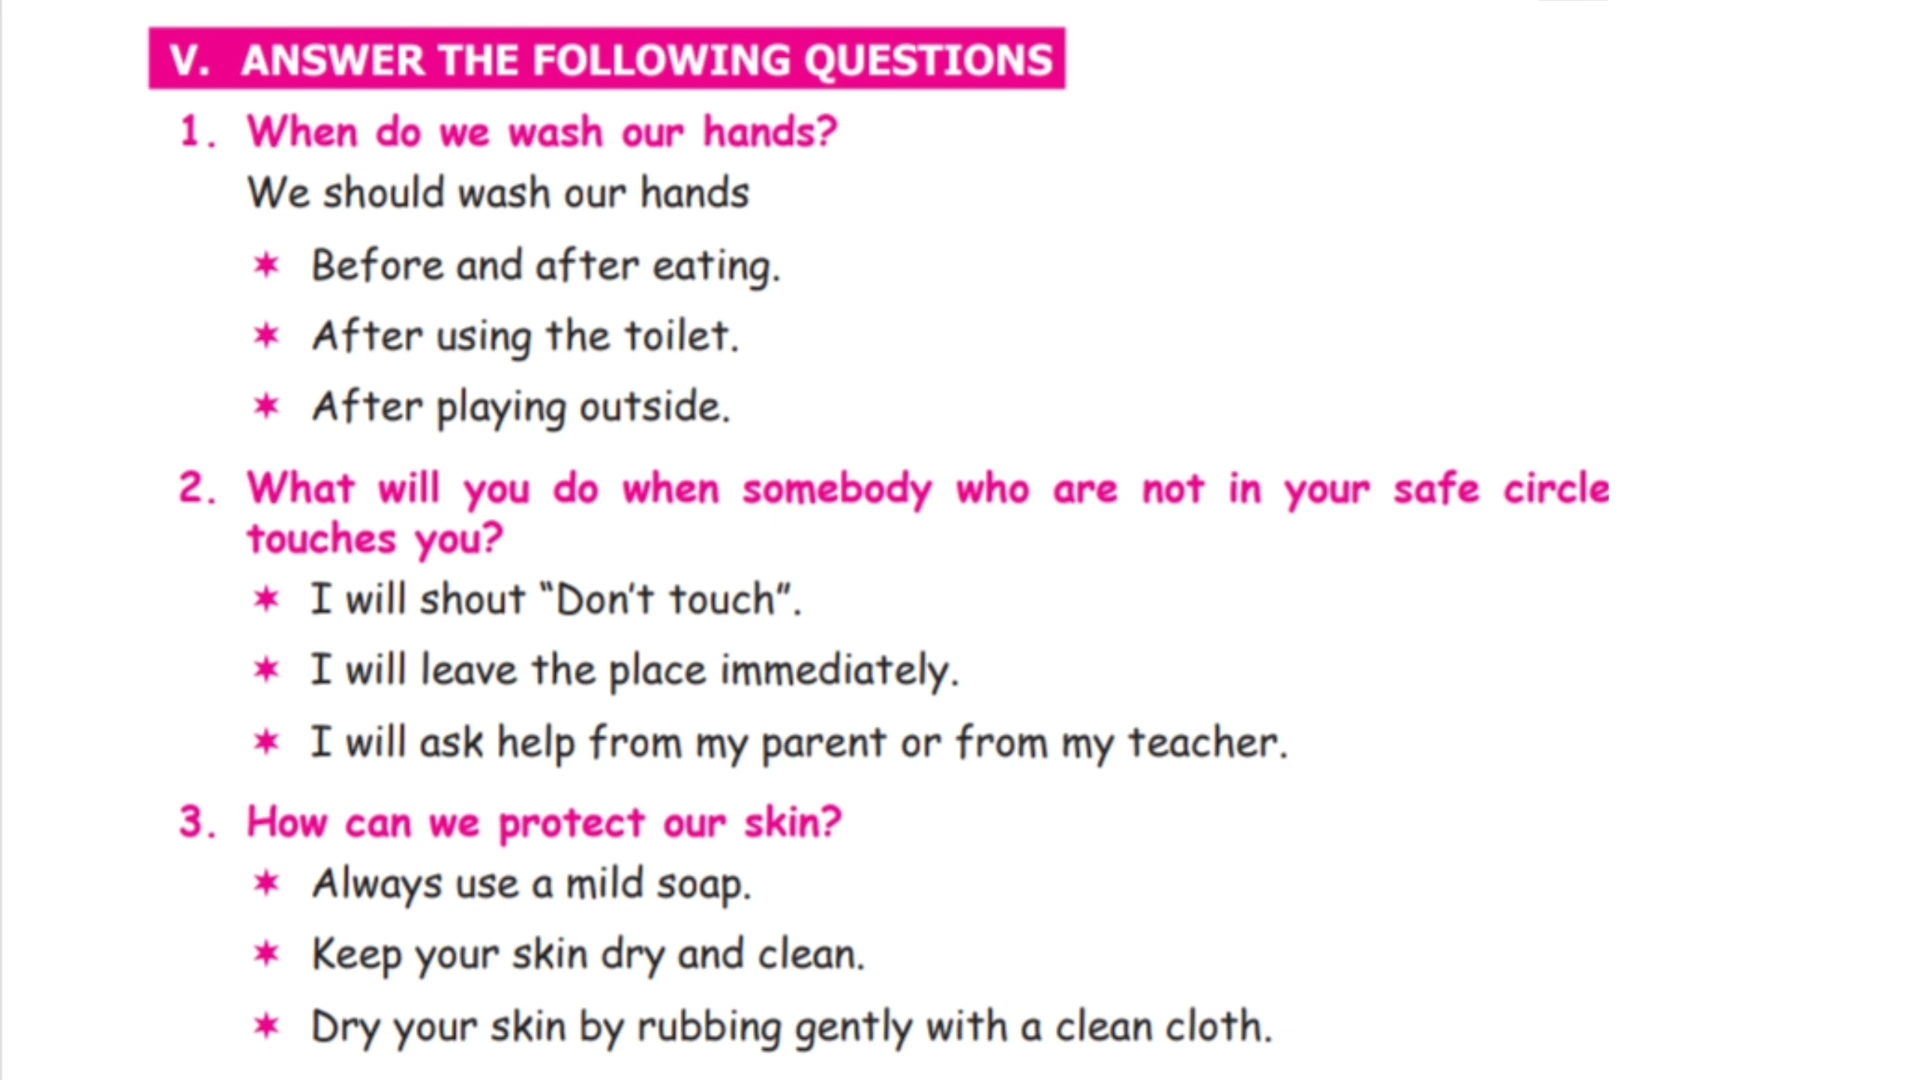 V. ANSWER THE FOLLOWING QUESTIONS
1. When do we wash our hands?
We should wash our hands
✶ Before and after eating.
✶ After using the toilet.
✶ After playing outside.
2. What will you do when somebody who are not in your safe circle
touches you?
✶ I will shout “Don’t touch”.
✶ I will leave the place immediately.
✶ I will ask help from my parent or from my teacher.
3. How can we protect our skin?
✶ Always use a mild soap.
✶ Keep your skin dry and clean.
✶ Dry your skin by rubbing gently with a clean cloth.